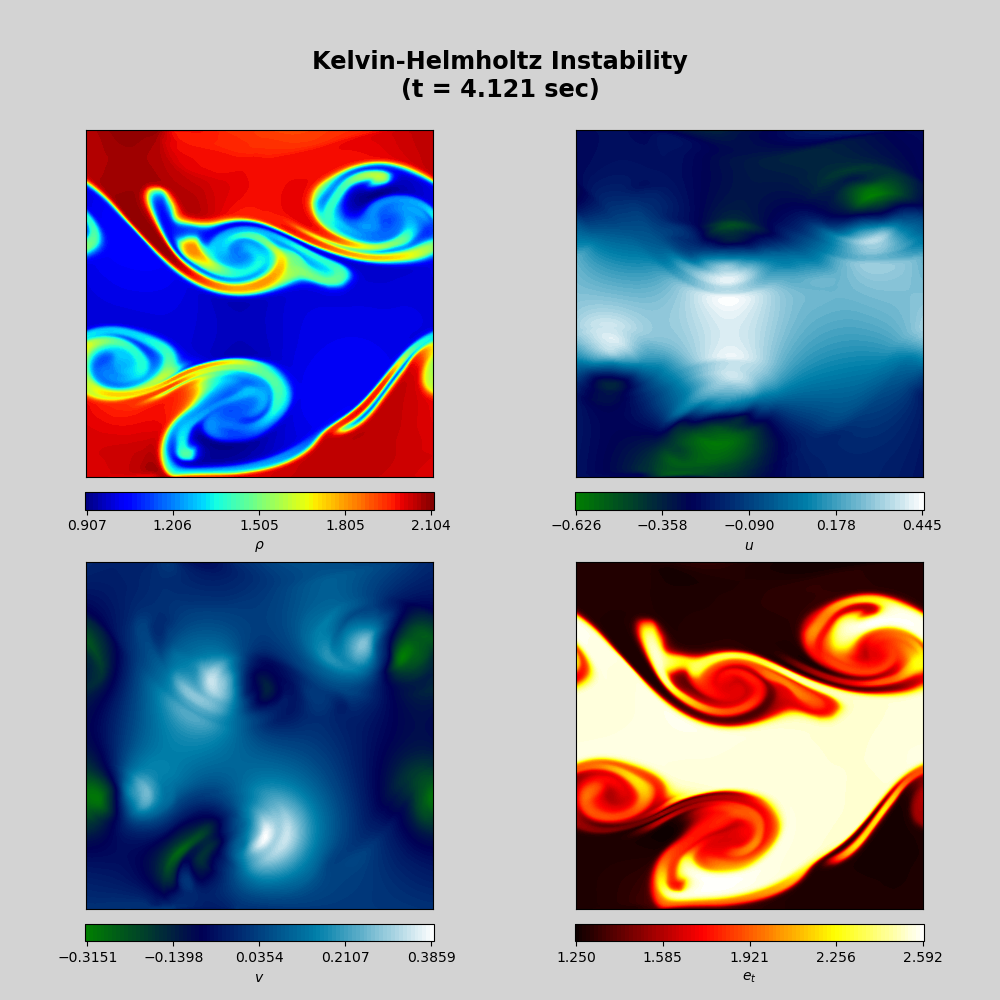 Kelvin-Helmholtz Instability
(t = 4.121 sec)
0.907 1.206 1.505 1.805 2.104
ρ
−0.626 −0.358 −0.090 0.178 0.445
u
−0.3151 −0.1398 0.0354 0.2107 0.3859
v
1.250 1.585 1.921 2.256 2.592
e_t